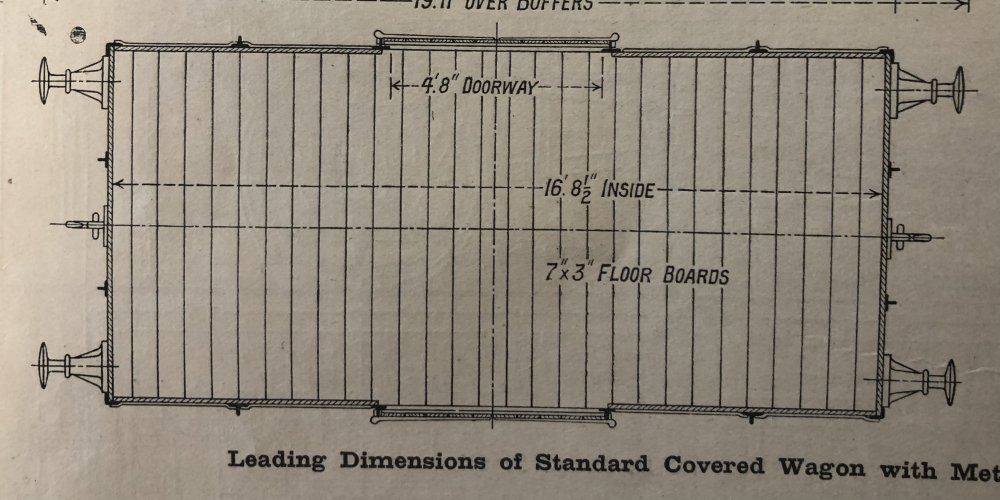 19'.11" OVER BUFFERS
4'.8" DOORWAY
16'.8½" INSIDE
7"x3" FLOOR BOARDS
Leading Dimensions of Standard Covered Wagon with Met